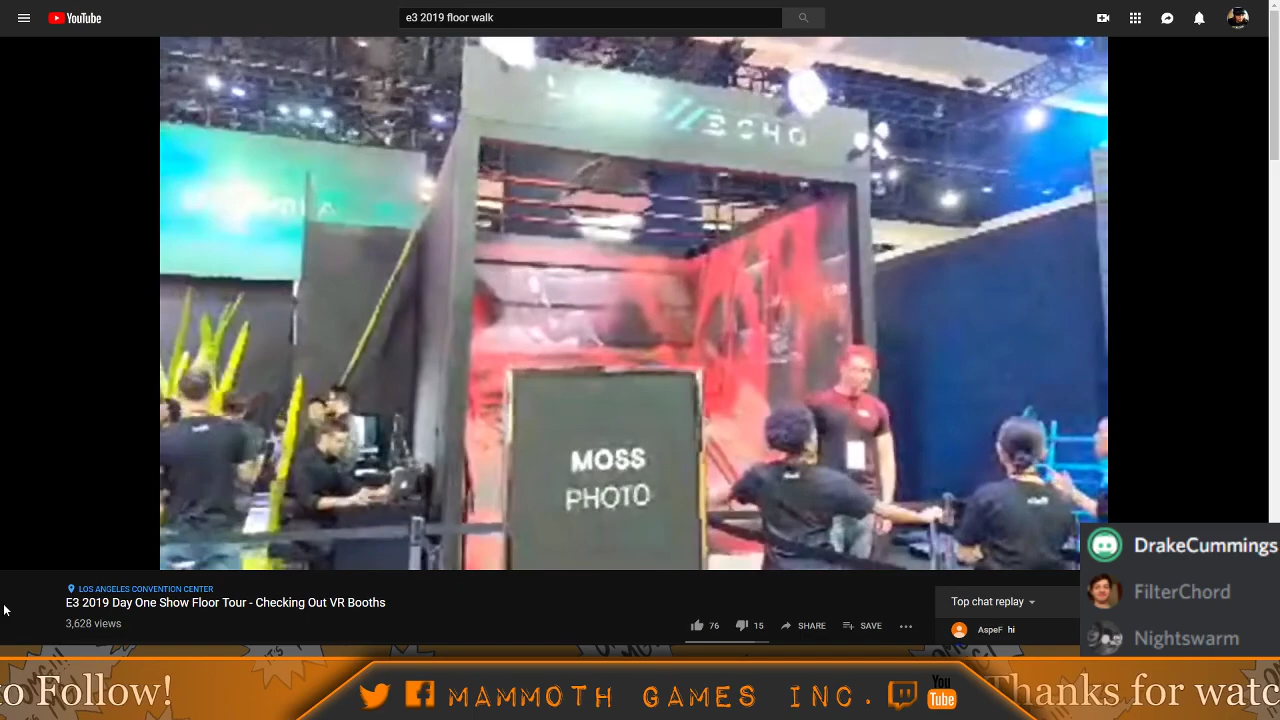 YouTube
e3 2019 floor walk
LONE //ECHO
MOSS
PHOTO
LOS ANGELES CONVENTION CENTER
E3 2019 Day One Show Floor Tour - Checking Out VR Booths
3,628 views
76
15
SHARE
SAVE
Top chat replay
AspeF hi
DrakeCummings
FilterChord
Nightswarm
to Follow!
MAMMOTH GAMES INC.
You
Tube
Thanks for watc